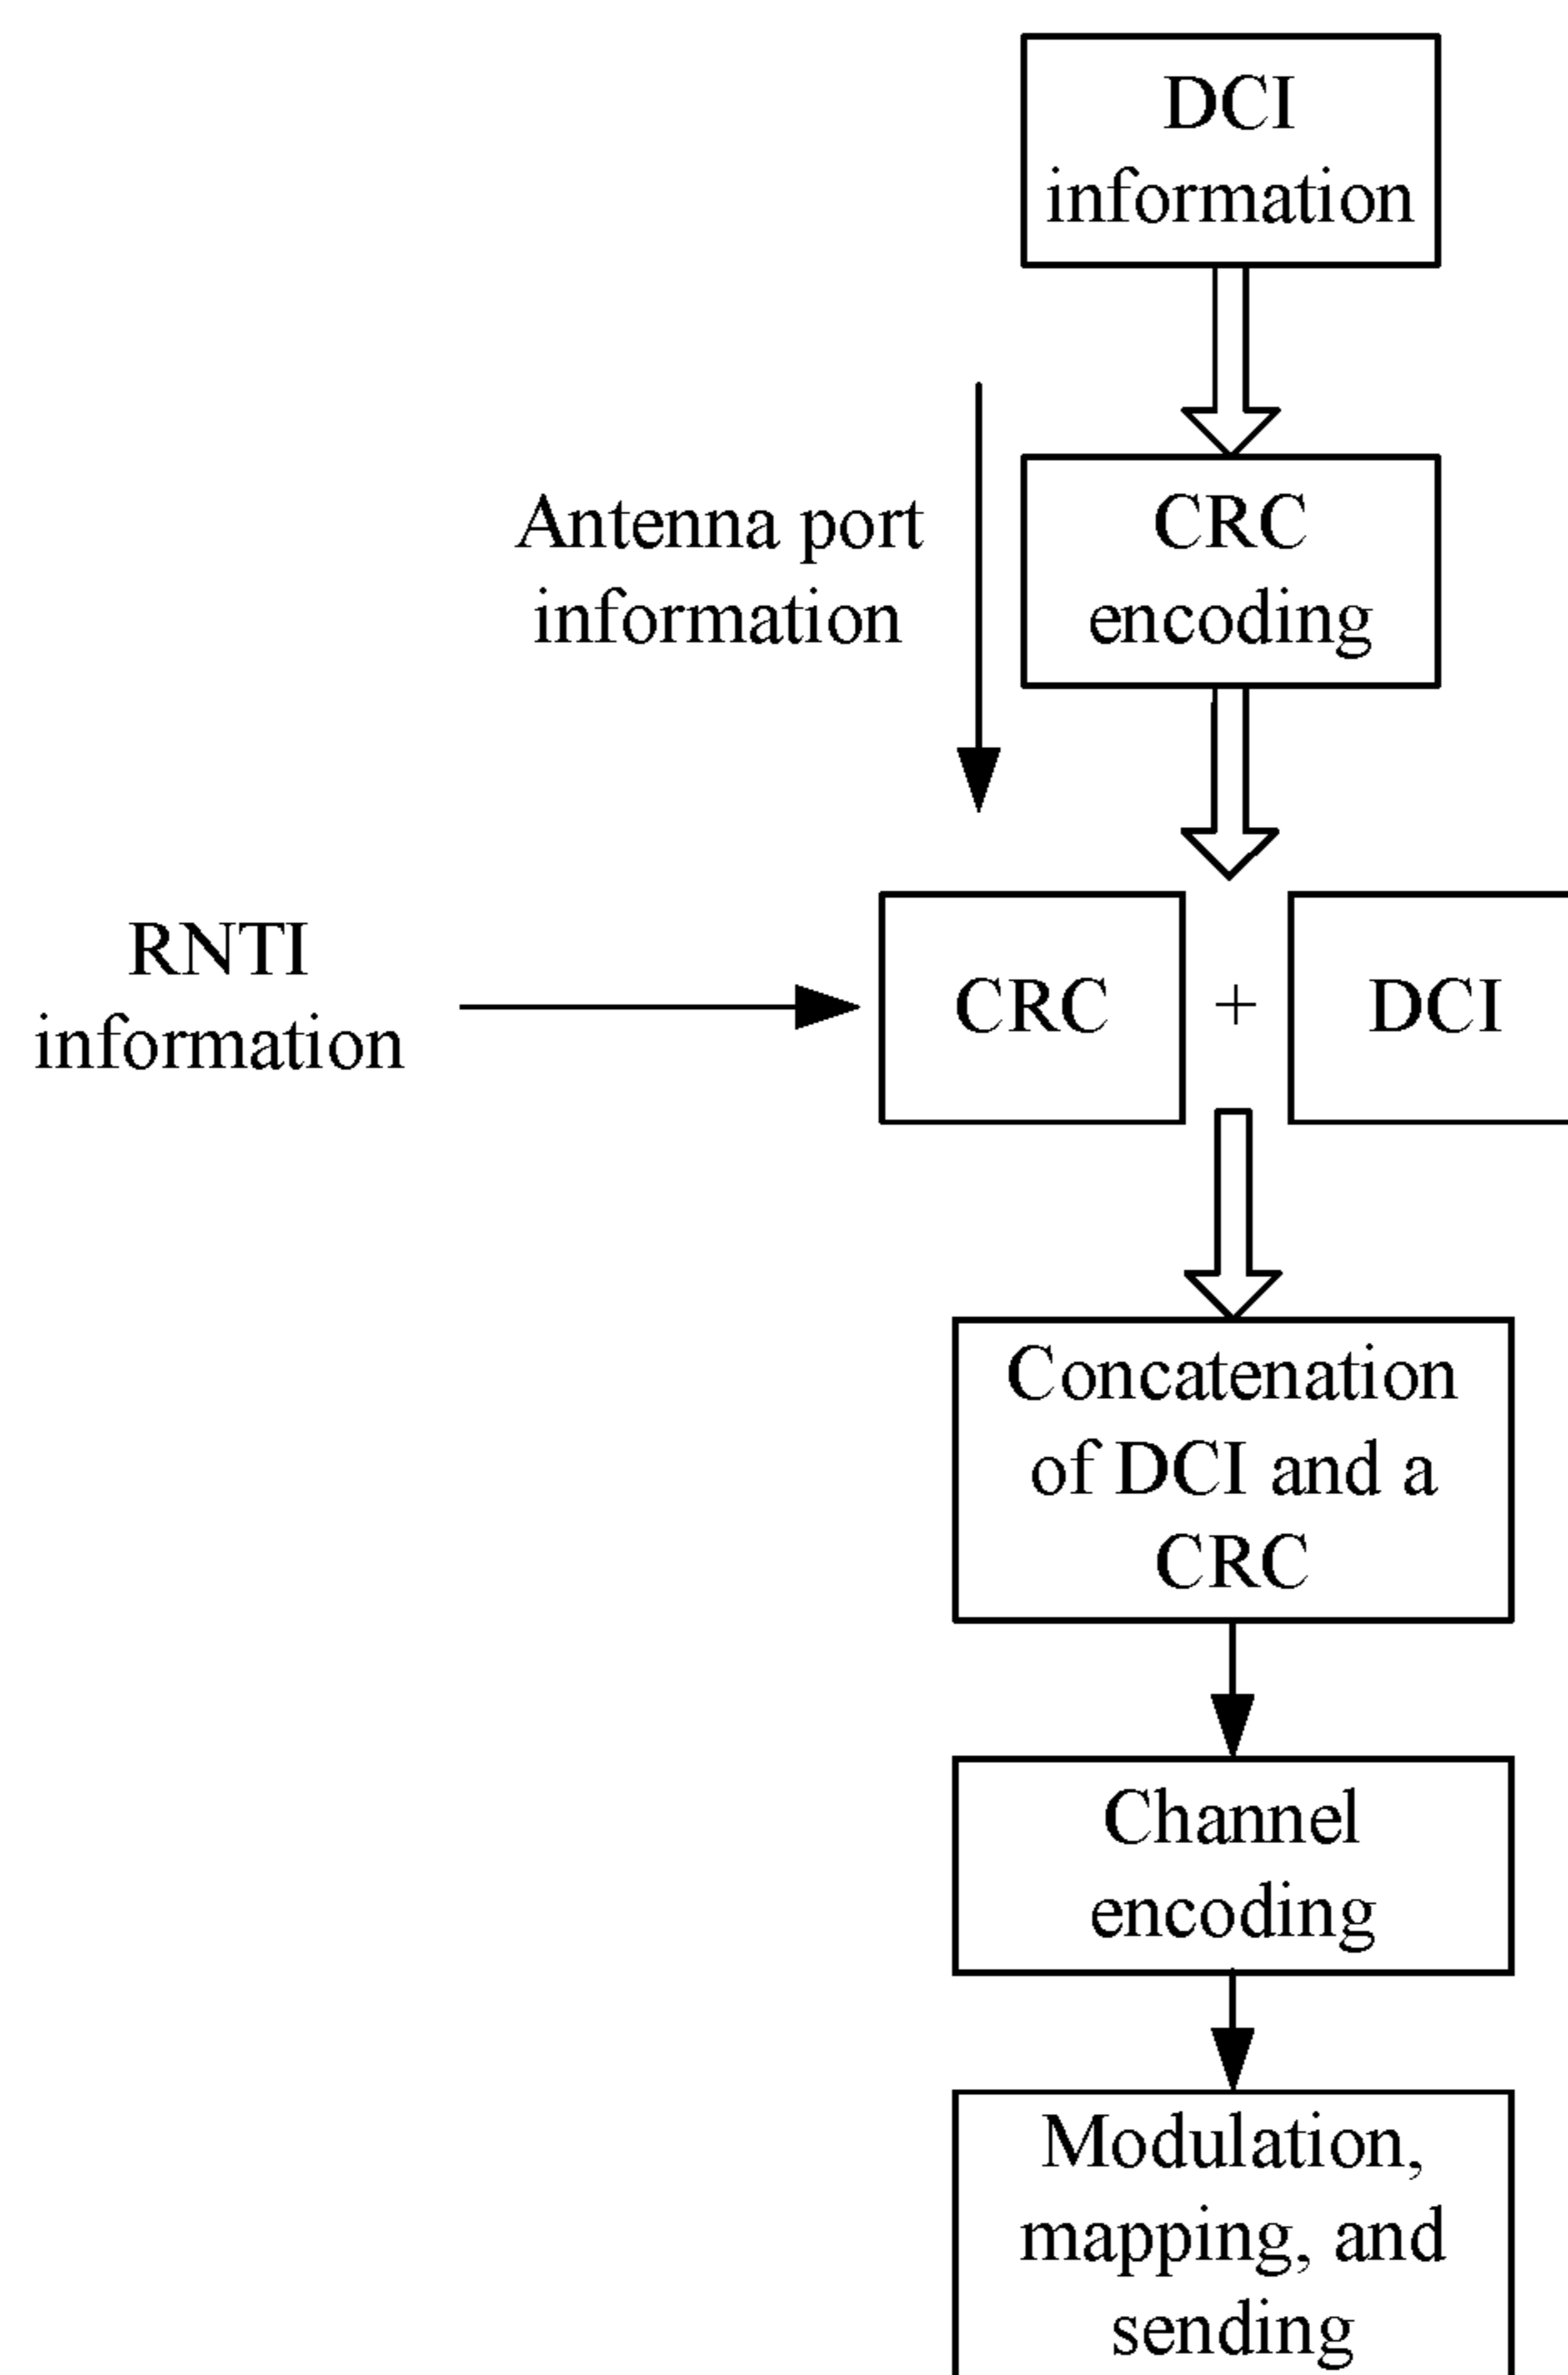 DCI
information
Antenna port
information
CRC
encoding
RNTI
information
CRC + DCI
Concatenation
of DCI and a
CRC
Channel
encoding
Modulation,
mapping, and
sending